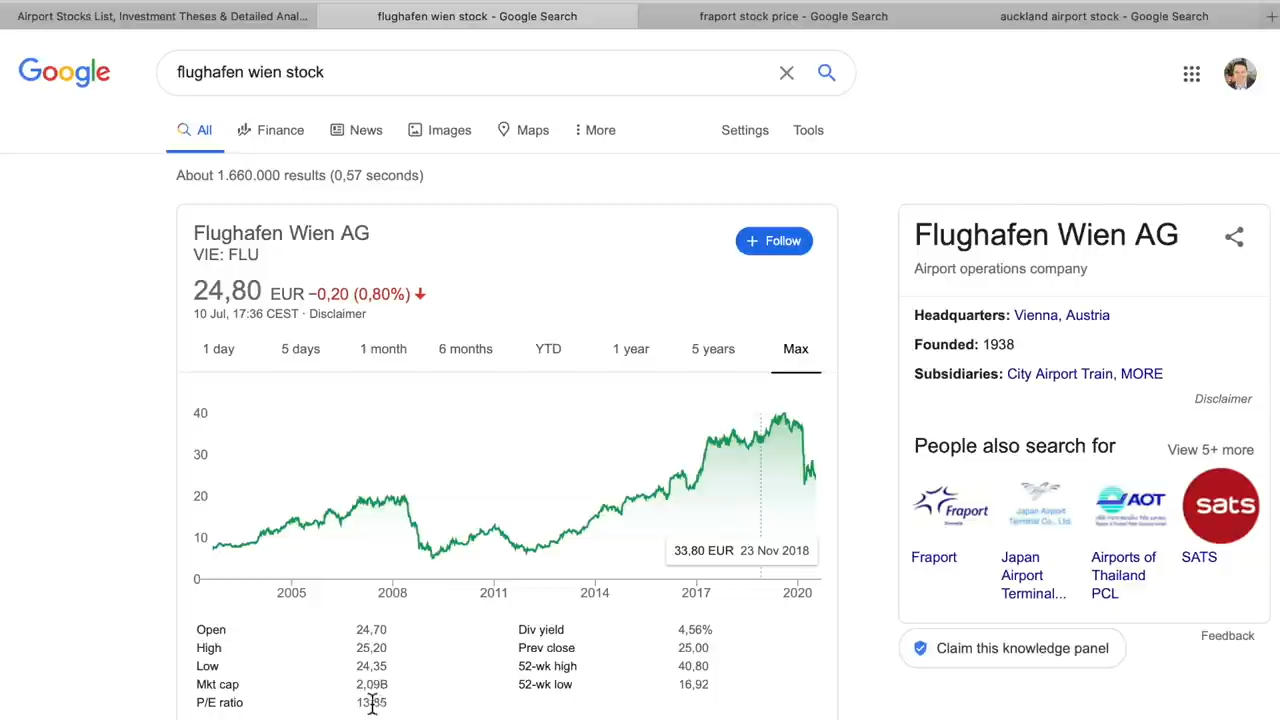 Airport Stocks List, Investment Theses & Detailed Anal...
flughafen wien stock - Google Search
fraport stock price - Google Search
auckland airport stock - Google Search
Google
flughafen wien stock
All
Finance
News
Images
Maps
More
Settings
Tools
About 1.660.000 results (0,57 seconds)
Flughafen Wien AG
VIE: FLU
Follow
24,80 EUR −0,20 (0,80%)
10 Jul, 17:36 CEST · Disclaimer
1 day
5 days
1 month
6 months
YTD
1 year
5 years
Max
40
30
20
10
0
33,80 EUR 23 Nov 2018
2005
2008
2011
2014
2017
2020
Open 24,70
High 25,20
Low 24,35
Mkt cap 2,09B
P/E ratio
Div yield 4,56%
Prev close 25,00
52-wk high 40,80
52-wk low 16,92
Flughafen Wien AG
Airport operations company
Headquarters: Vienna, Austria
Founded: 1938
Subsidiaries: City Airport Train, MORE
Disclaimer
People also search for
View 5+ more
Fraport
Japan Airport
Terminal Co., Ltd.
AOT
sats
Fraport
Japan
Airport
Terminal...
Airports of
Thailand
PCL
SATS
Feedback
Claim this knowledge panel